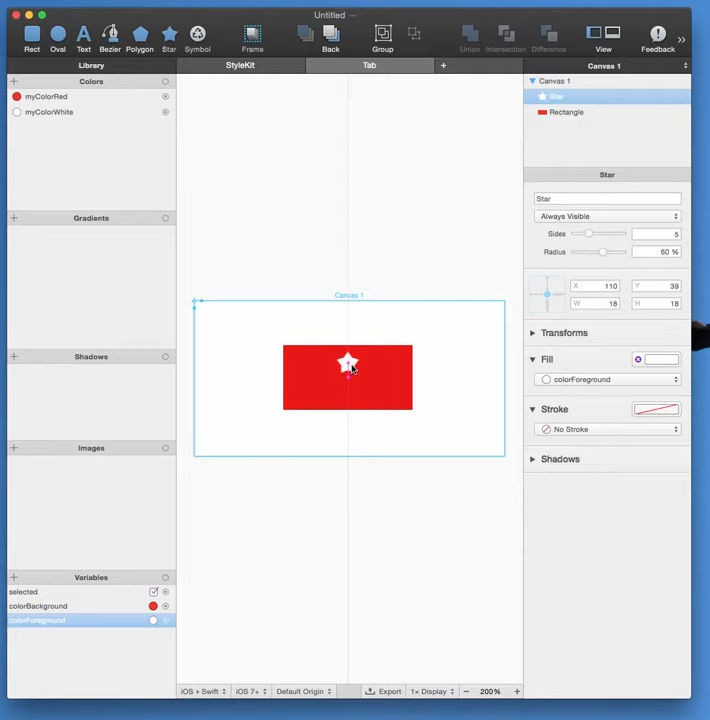 Untitled
Rect Oval Text Bezier Polygon Star Symbol Frame Back Group Union Intersection Difference View Feedback
Library StyleKit Tab + Canvas 1
Colors
myColorRed
myColorWhite
Gradients
Shadows
Images
Variables
selected
colorBackground
colorForeground
Canvas 1
iOS ▸ Swift iOS 7+ Default Origin Export 1× Display − 200% +
Canvas 1
Star
Rectangle
Star
Star
Always Visible
Sides 5
Radius 60 %
X 110 Y 39
W 18 H 18
Transforms
Fill
colorForeground
Stroke
No Stroke
Shadows